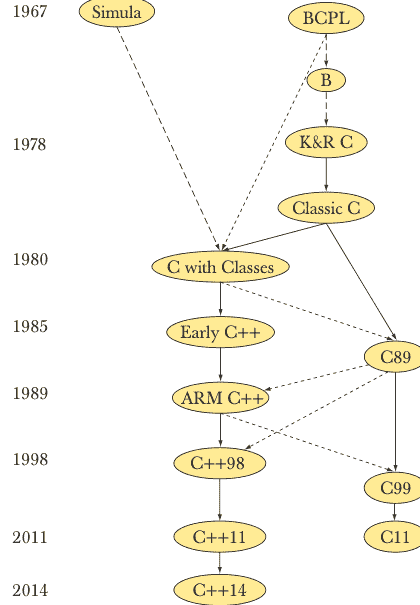 1967 Simula BCPL
B
1978 K&R C
Classic C
1980 C with Classes
1985 Early C++
C89
1989 ARM C++
1998 C++98
C99
2011 C++11 C11
2014 C++14